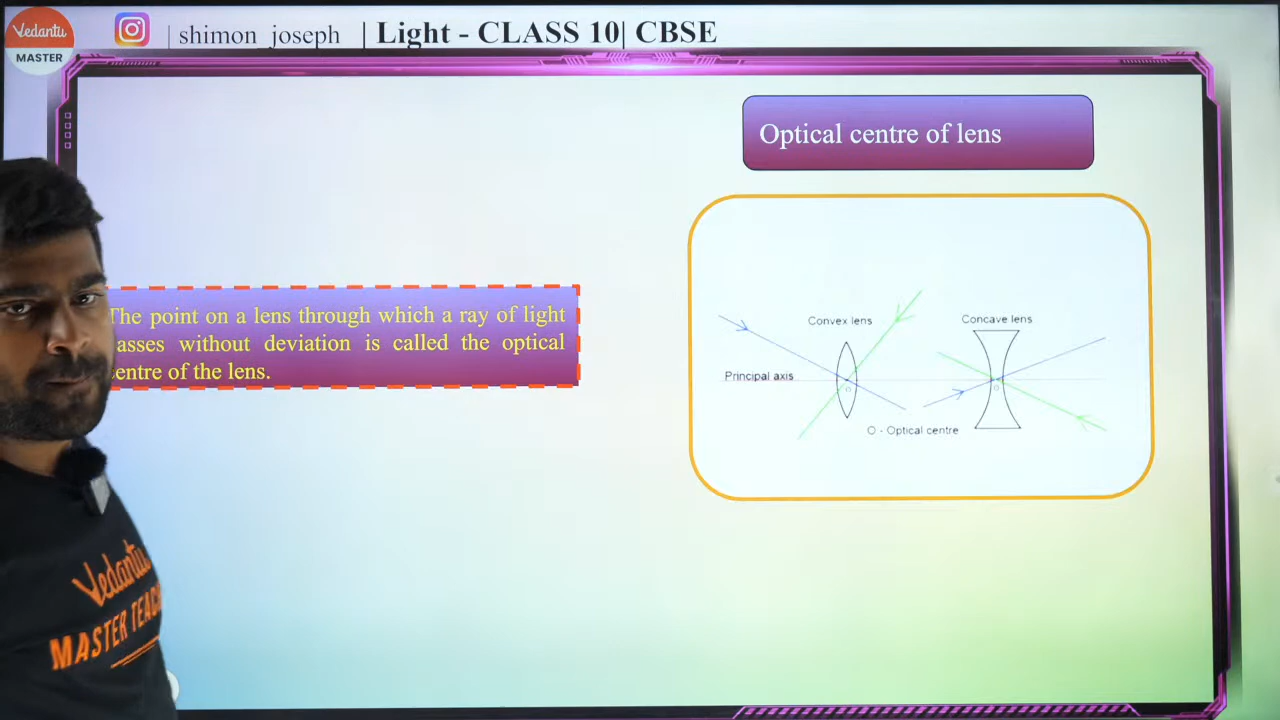 Vedantu
MASTER
| shimon_joseph | Light - CLASS 10| CBSE
Optical centre of lens
The point on a lens through which a ray of light
asses without deviation is called the optical
entre of the lens.
Convex lens
Concave lens
Principal axis
O
O
O - Optical centre
Vedantu
MASTER TEAC